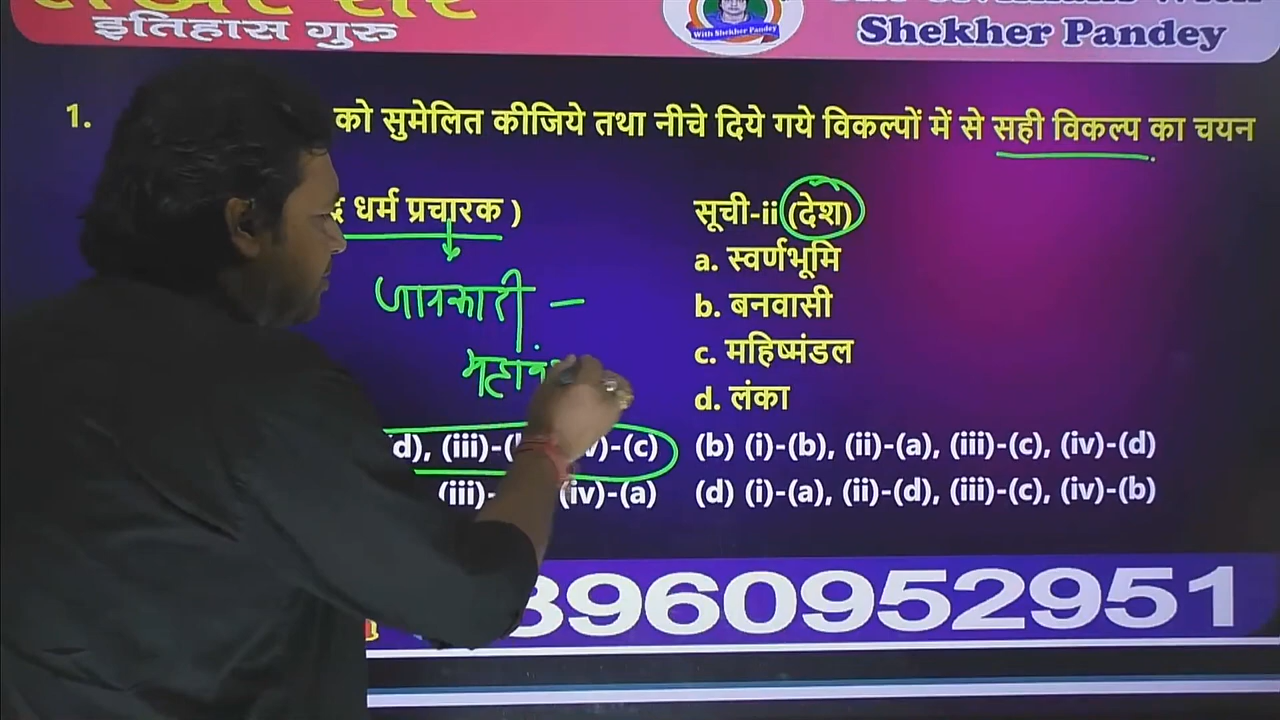 इतिहास गुरु
With Shekher Pandey
Shekher Pandey
1. को सुमेलित कीजिये तथा नीचे दिये गये विकल्पों में से सही विकल्प का चयन
धर्म प्रचारक ) सूची-ii (देश)
जानकारी - a. स्वर्णभूमि
b. बनवासी
c. महिष्मंडल
d. लंका
d), (iii)- )-(c) (b) (i)-(b), (ii)-(a), (iii)-(c), (iv)-(d)
(iii)- (iv)-(a) (d) (i)-(a), (ii)-(d), (iii)-(c), (iv)-(b)
8960952951